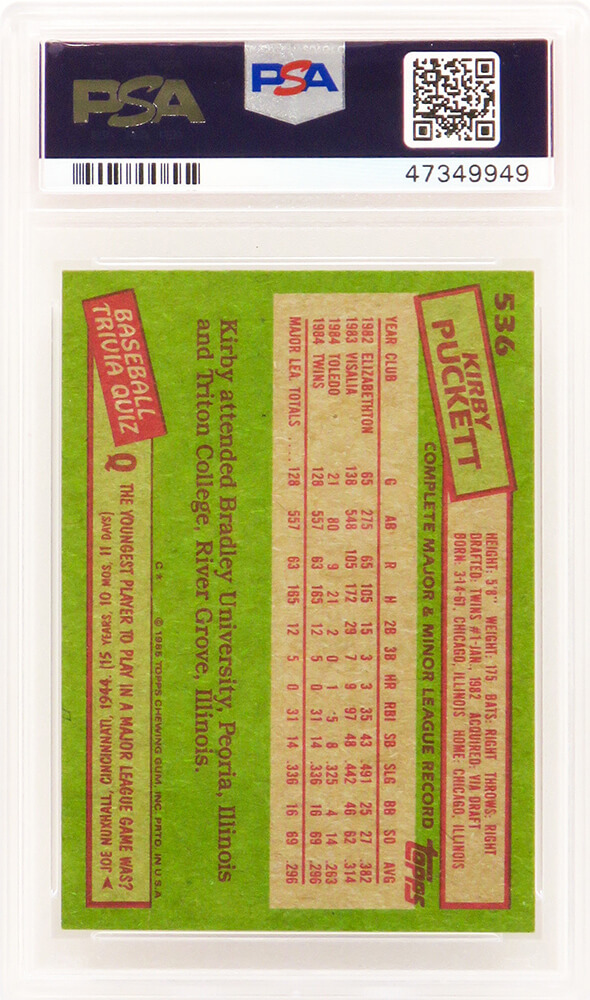 PSA
PSA
47349949
536
KIRBY
PUCKETT
HEIGHT: 5'8" WEIGHT: 175 BATS: RIGHT THROWS: RIGHT
DRAFTED: TWINS #1-JAN., 1982 ACQUIRED: VIA DRAFT
BORN: 3-14-61, CHICAGO, ILLINOIS HOME: CHICAGO, ILLINOIS
COMPLETE MAJOR & MINOR LEAGUE RECORD
topps
YEAR CLUB G AB R H 2B 3B HR RBI SB SLG BB SO AVG
1982 ELIZABETHTON 65 275 65 105 15 3 3 35 43 .491 25 27 .382
1983 VISALIA 138 548 105 172 29 7 9 97 48 .442 46 62 .314
1984 TOLEDO 21 80 9 21 2 0 1 5 8 .325 4 14 .263
1984 TWINS 128 557 63 165 12 5 0 31 14 .336 16 69 .296
MAJOR LEA. TOTALS .... 128 557 63 165 12 5 0 31 14 .336 16 69 .296
Kirby attended Bradley University, Peoria, Illinois
and Triton College, River Grove, Illinois.
C* © 1985 TOPPS CHEWING GUM, INC. PRTD. IN U.S.A.
BASEBALL
TRIVIA QUIZ
Q THE YOUNGEST PLAYER TO PLAY IN A MAJOR LEAGUE GAME WAS?
JOE NUXHALL, CINCINNATI, 1944. (15 YEARS, 10 MOS., 11 DAYS) A